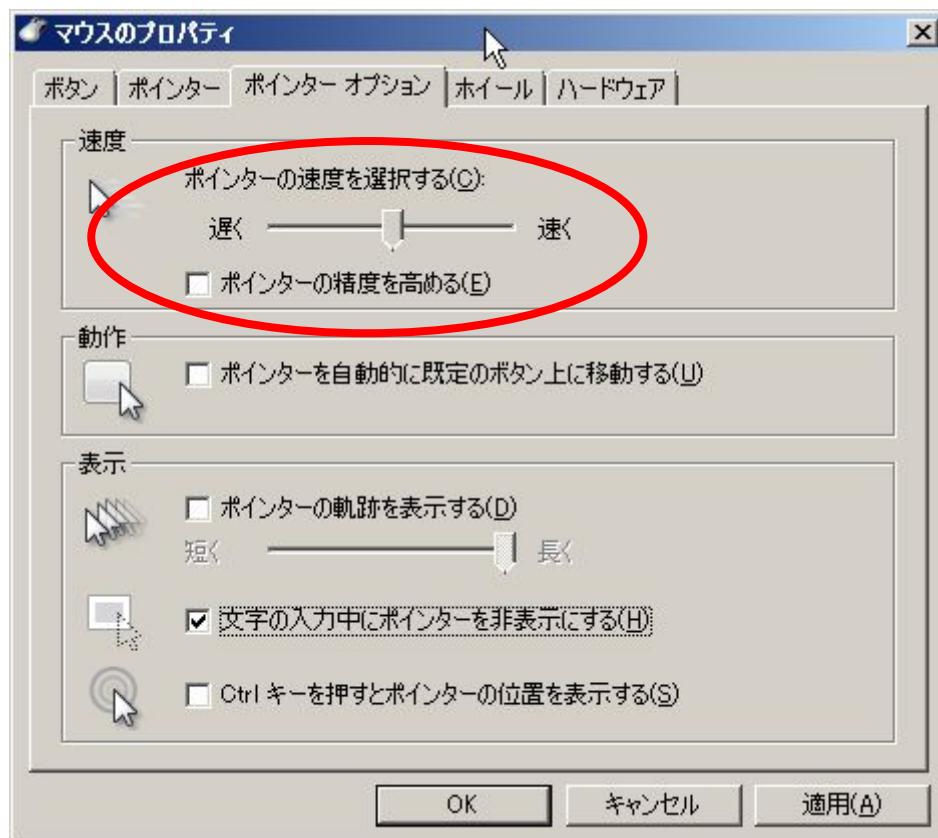 マウスのプロパティ
ボタン ポインター ポインター オプション ホイール ハードウェア
速度
ポインターの速度を選択する(C):
遅く 速く
ポインターの精度を高める(E)
動作
ポインターを自動的に既定のボタン上に移動する(U)
表示
ポインターの軌跡を表示する(D)
短く 長く
文字の入力中にポインターを非表示にする(H)
Ctrl キーを押すとポインターの位置を表示する(S)
OK キャンセル 適用(A)